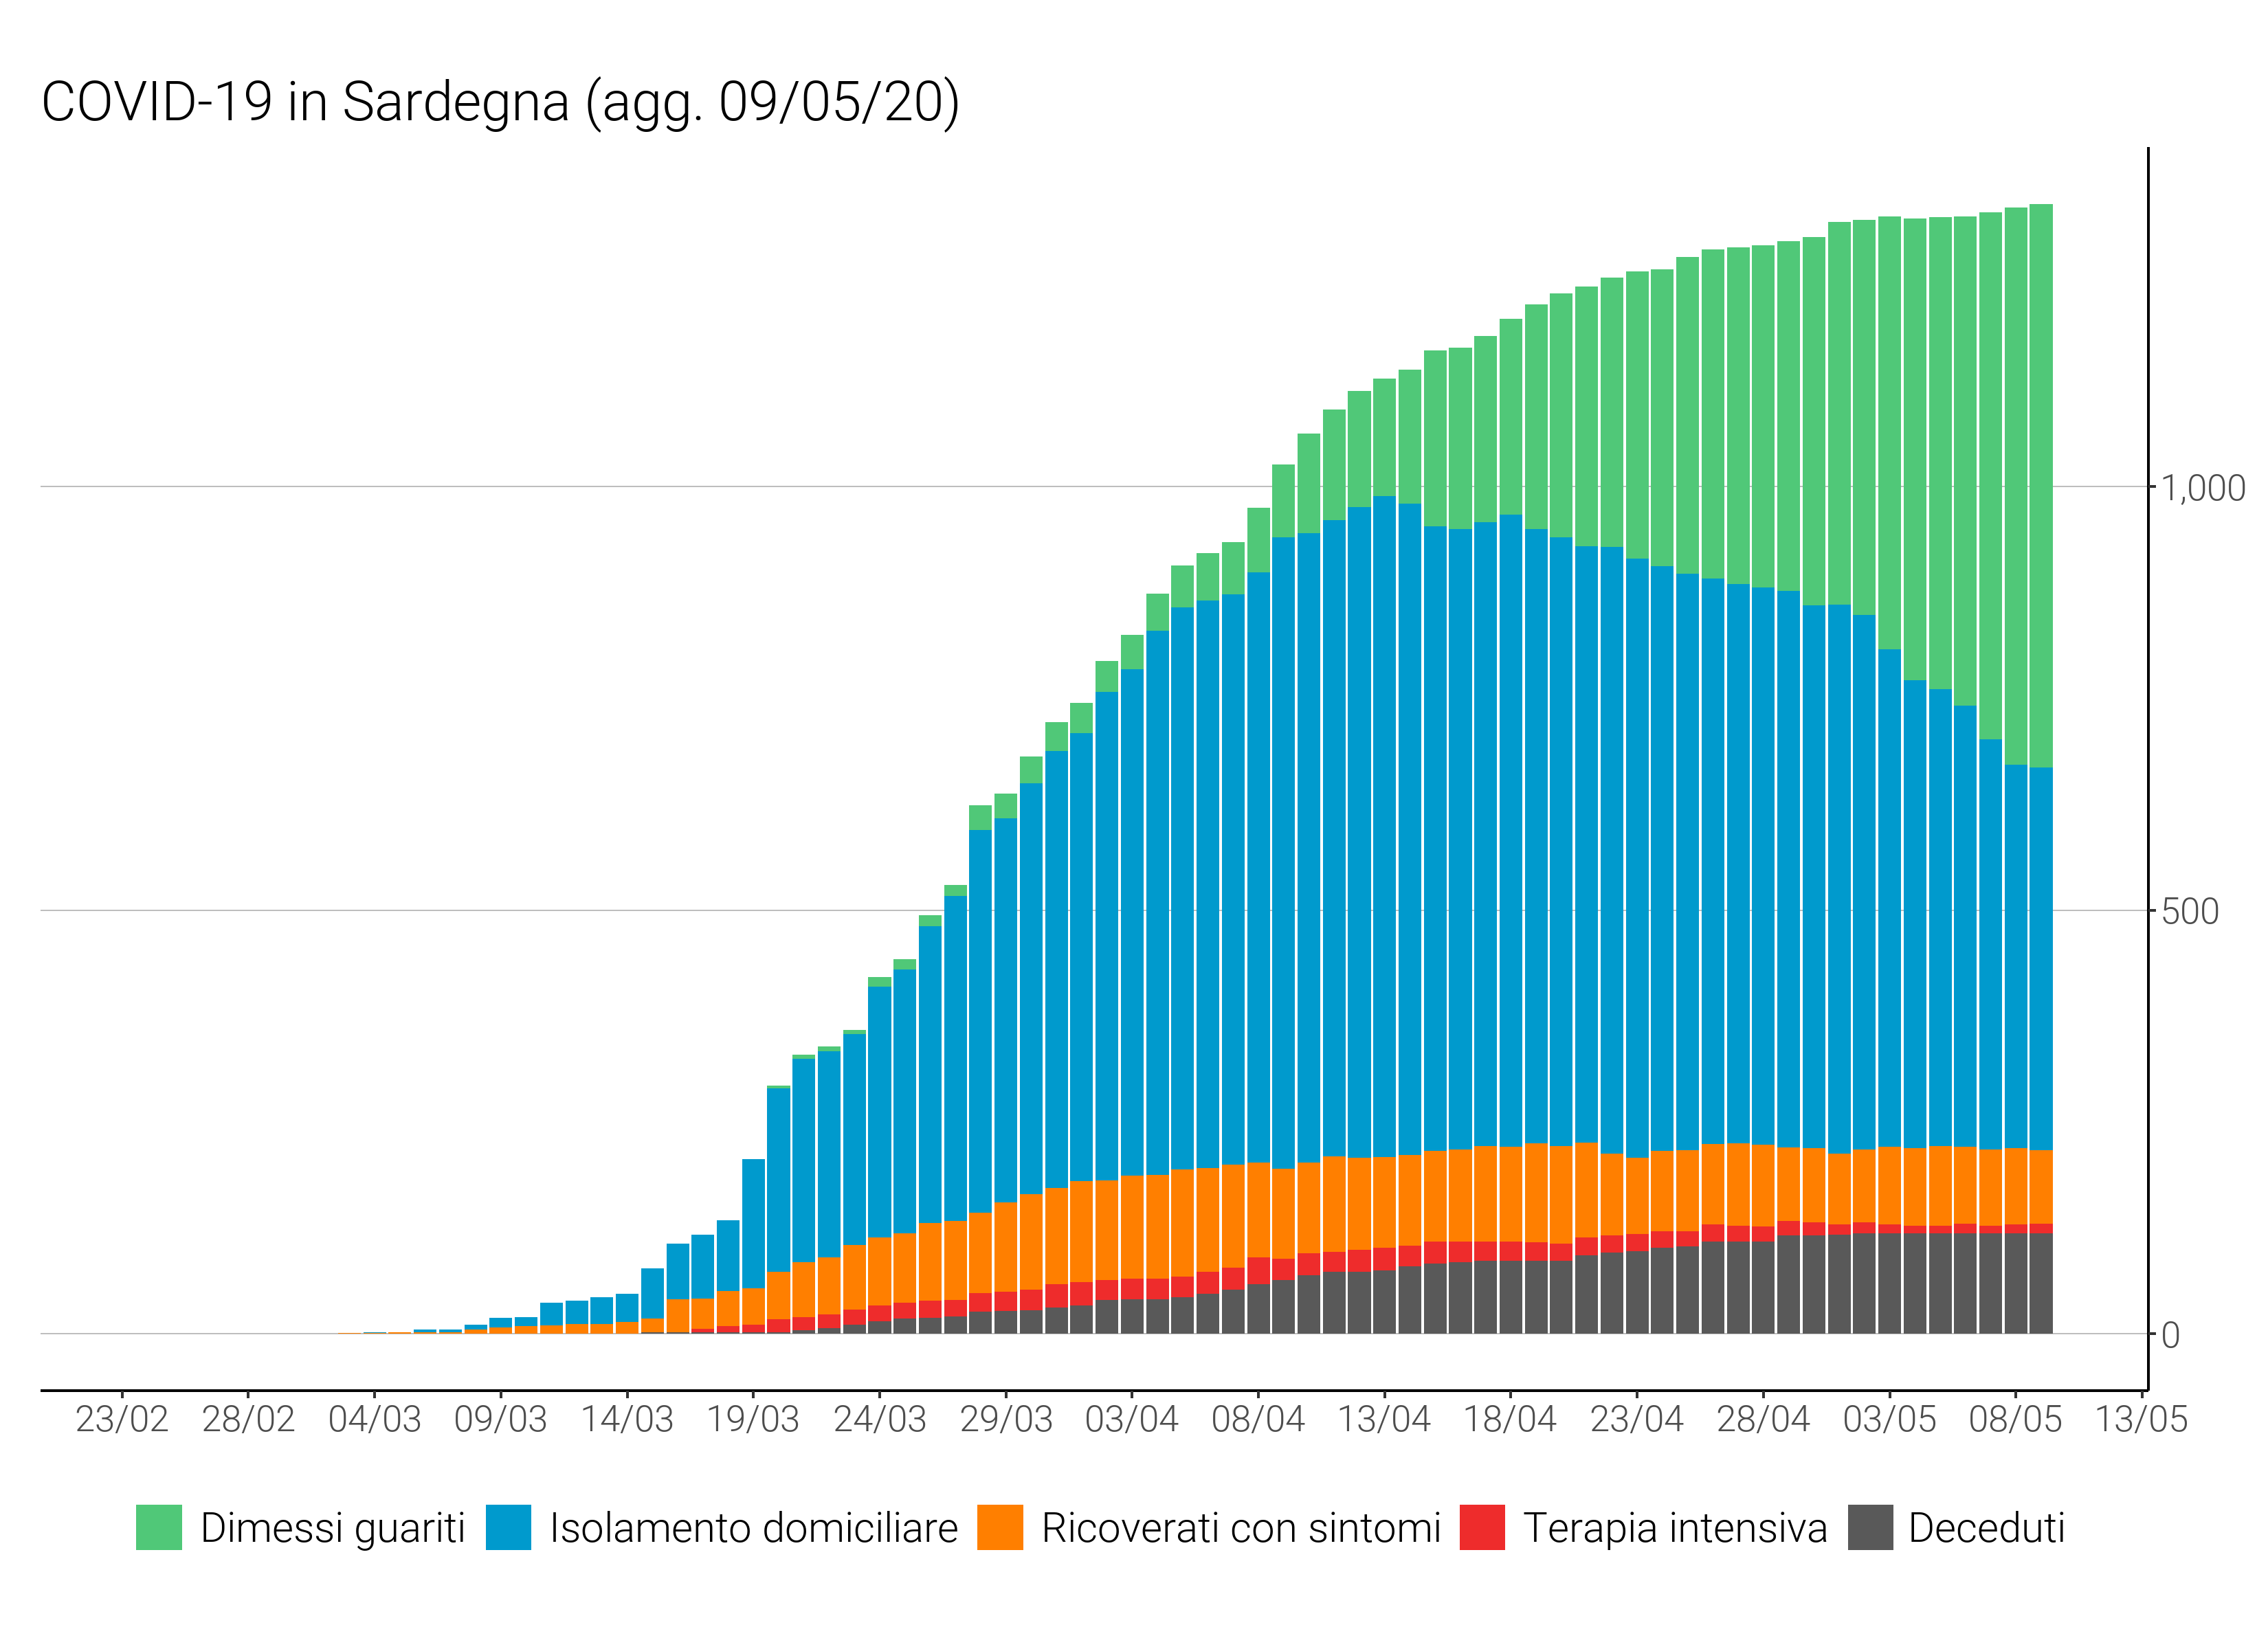 COVID-19 in Sardegna (agg. 09/05/20)
1,000
500
0
23/02 28/02 04/03 09/03 14/03 19/03 24/03 29/03 03/04 08/04 13/04 18/04 23/04 28/04 03/05 08/05 13/05
Dimessi guariti Isolamento domiciliare Ricoverati con sintomi Terapia intensiva Deceduti